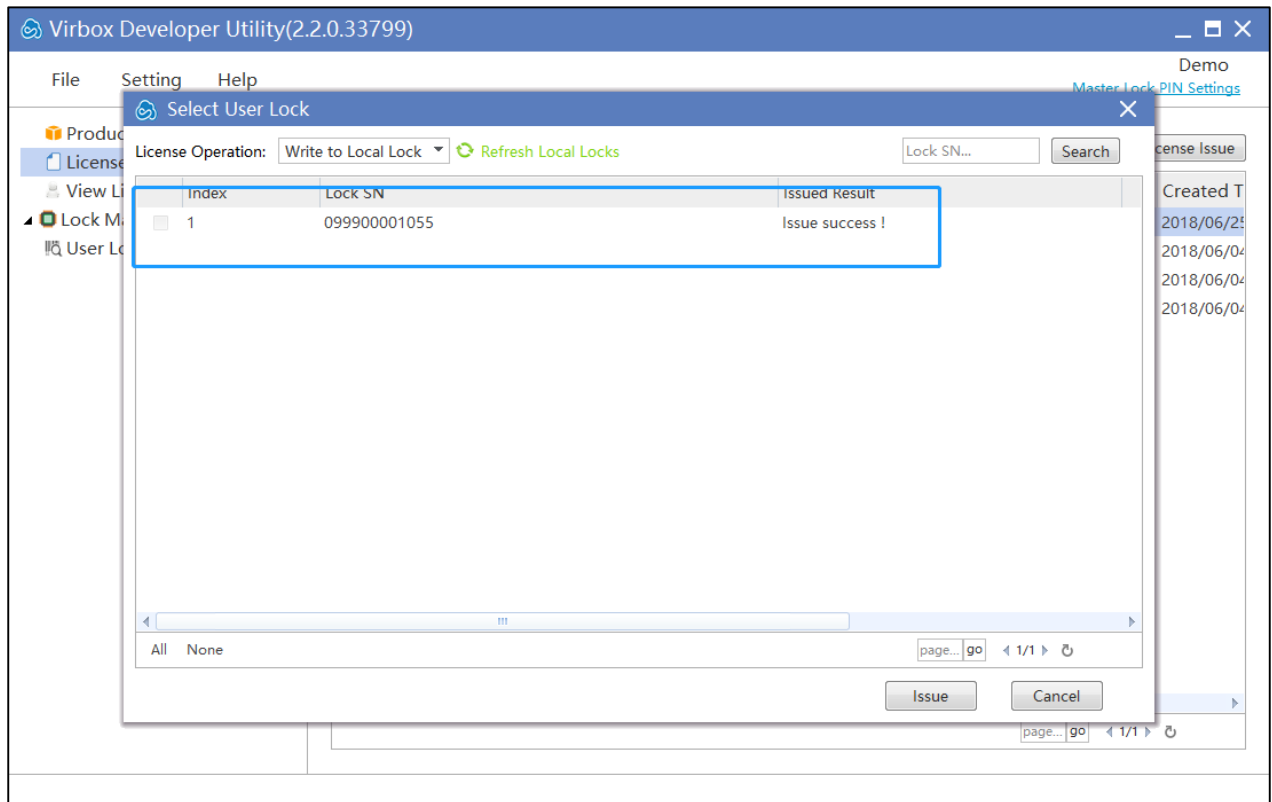 Virbox Developer Utility(2.2.0.33799)
File Setting Help
Demo
Master Lock PIN Settings
Select User Lock
License Operation: Write to Local Lock Refresh Local Locks Lock SN... Search
Index Lock SN Issued Result
1 099900001055 Issue success !
All None page... go 1/1
Issue Cancel
Produc
License
View Li
Lock Ma
User Lo
cense Issue
Created T
2018/06/25
2018/06/04
2018/06/04
2018/06/04
page... go 1/1